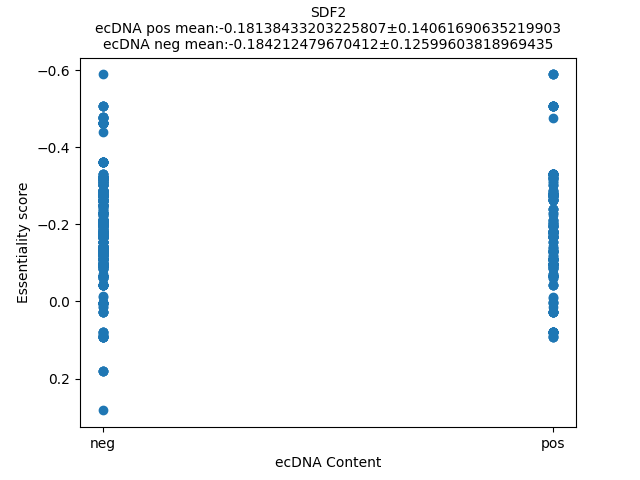 SDF2
ecDNA pos mean:-0.18138433203225807±0.14061690635219903
ecDNA neg mean:-0.184212479670412±0.12599603818969435
−0.6
−0.4
−0.2
0.0
0.2
Essentiality score
neg
pos
ecDNA Content